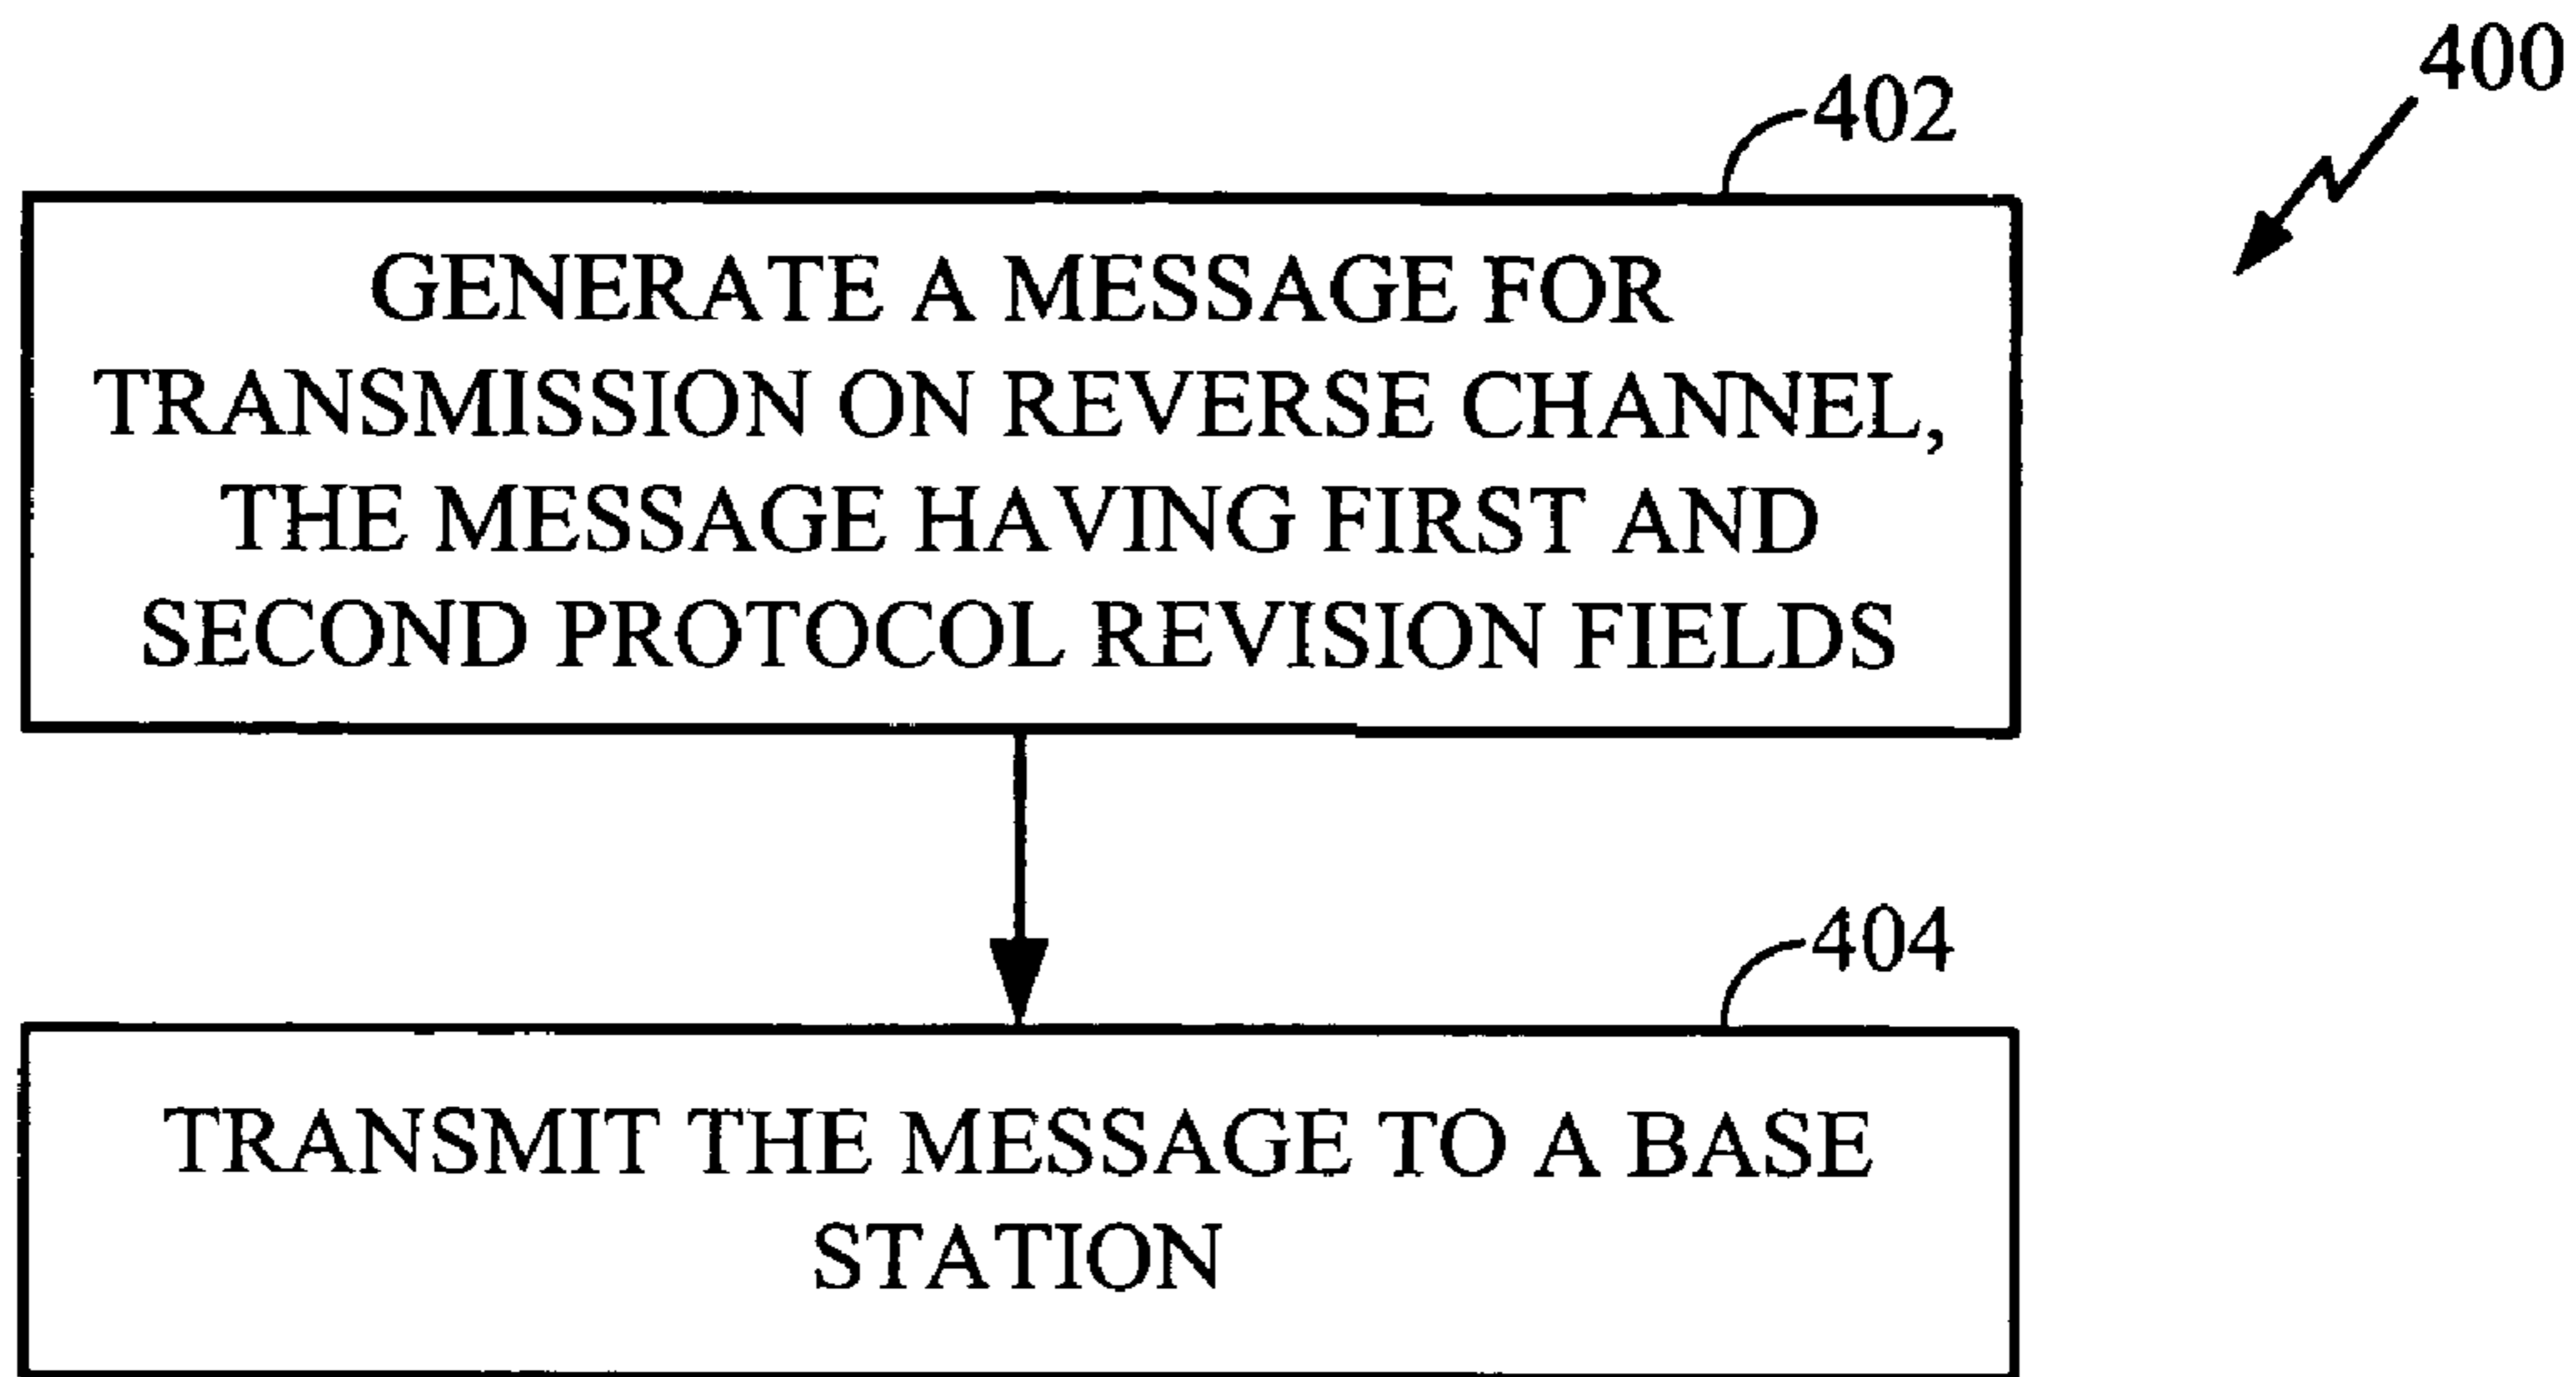 400
402
GENERATE A MESSAGE FOR
TRANSMISSION ON REVERSE CHANNEL,
THE MESSAGE HAVING FIRST AND
SECOND PROTOCOL REVISION FIELDS
404
TRANSMIT THE MESSAGE TO A BASE
STATION